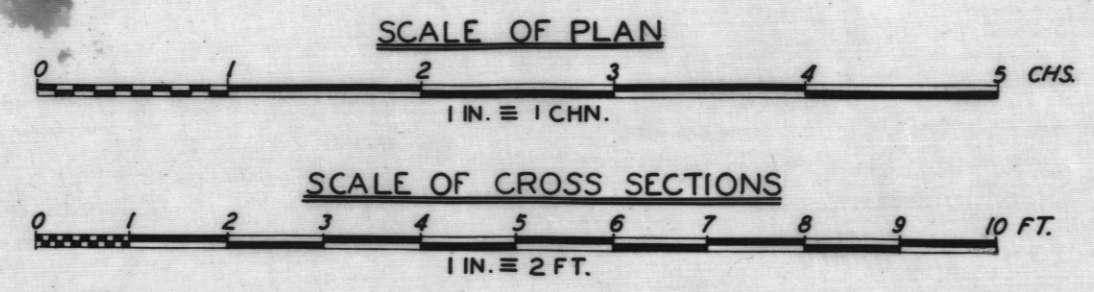 SCALE OF PLAN
0 1 2 3 4 5 CHS.
1 IN. ≡ 1 CHN.
SCALE OF CROSS SECTIONS
0 1 2 3 4 5 6 7 8 9 10 FT.
1 IN. ≡ 2 FT.